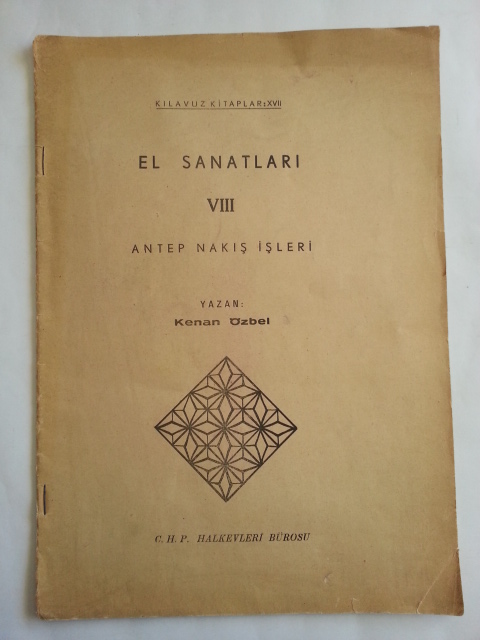 KILAVUZ KİTAPLAR:XVII
EL SANATLARI
VIII
ANTEP NAKIŞ İŞLERİ
YAZAN:
Kenan Özbel
C. H. P. HALKEVLERİ BÜROSU